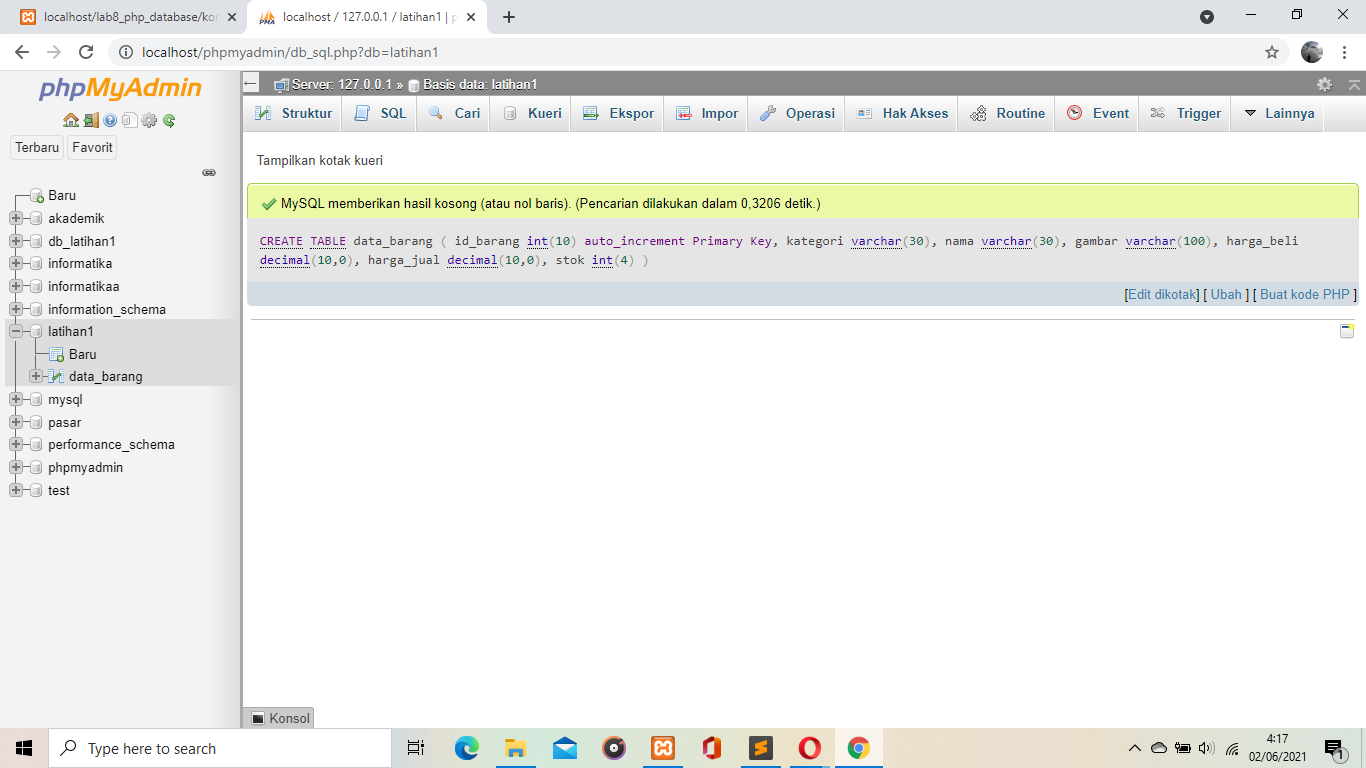 localhost/lab8_php_database/ko
localhost / 127.0.0.1 / latihan1 | p
localhost/phpmyadmin/db_sql.php?db=latihan1
phpMyAdmin
Terbaru Favorit
Baru
akademik
db_latihan1
informatika
informatikaa
information_schema
latihan1
Baru
data_barang
mysql
pasar
performance_schema
phpmyadmin
test
Server: 127.0.0.1 » Basis data: latihan1
Struktur SQL Cari Kueri Ekspor Impor Operasi Hak Akses Routine Event Trigger Lainnya
Tampilkan kotak kueri
MySQL memberikan hasil kosong (atau nol baris). (Pencarian dilakukan dalam 0,3206 detik.)
CREATE TABLE data_barang ( id_barang int(10) auto_increment Primary Key, kategori varchar(30), nama varchar(30), gambar varchar(100), harga_beli
decimal(10,0), harga_jual decimal(10,0), stok int(4) )
[Edit dikotak] [ Ubah ] [ Buat kode PHP ]
Konsol
Type here to search
4:17
02/06/2021
1